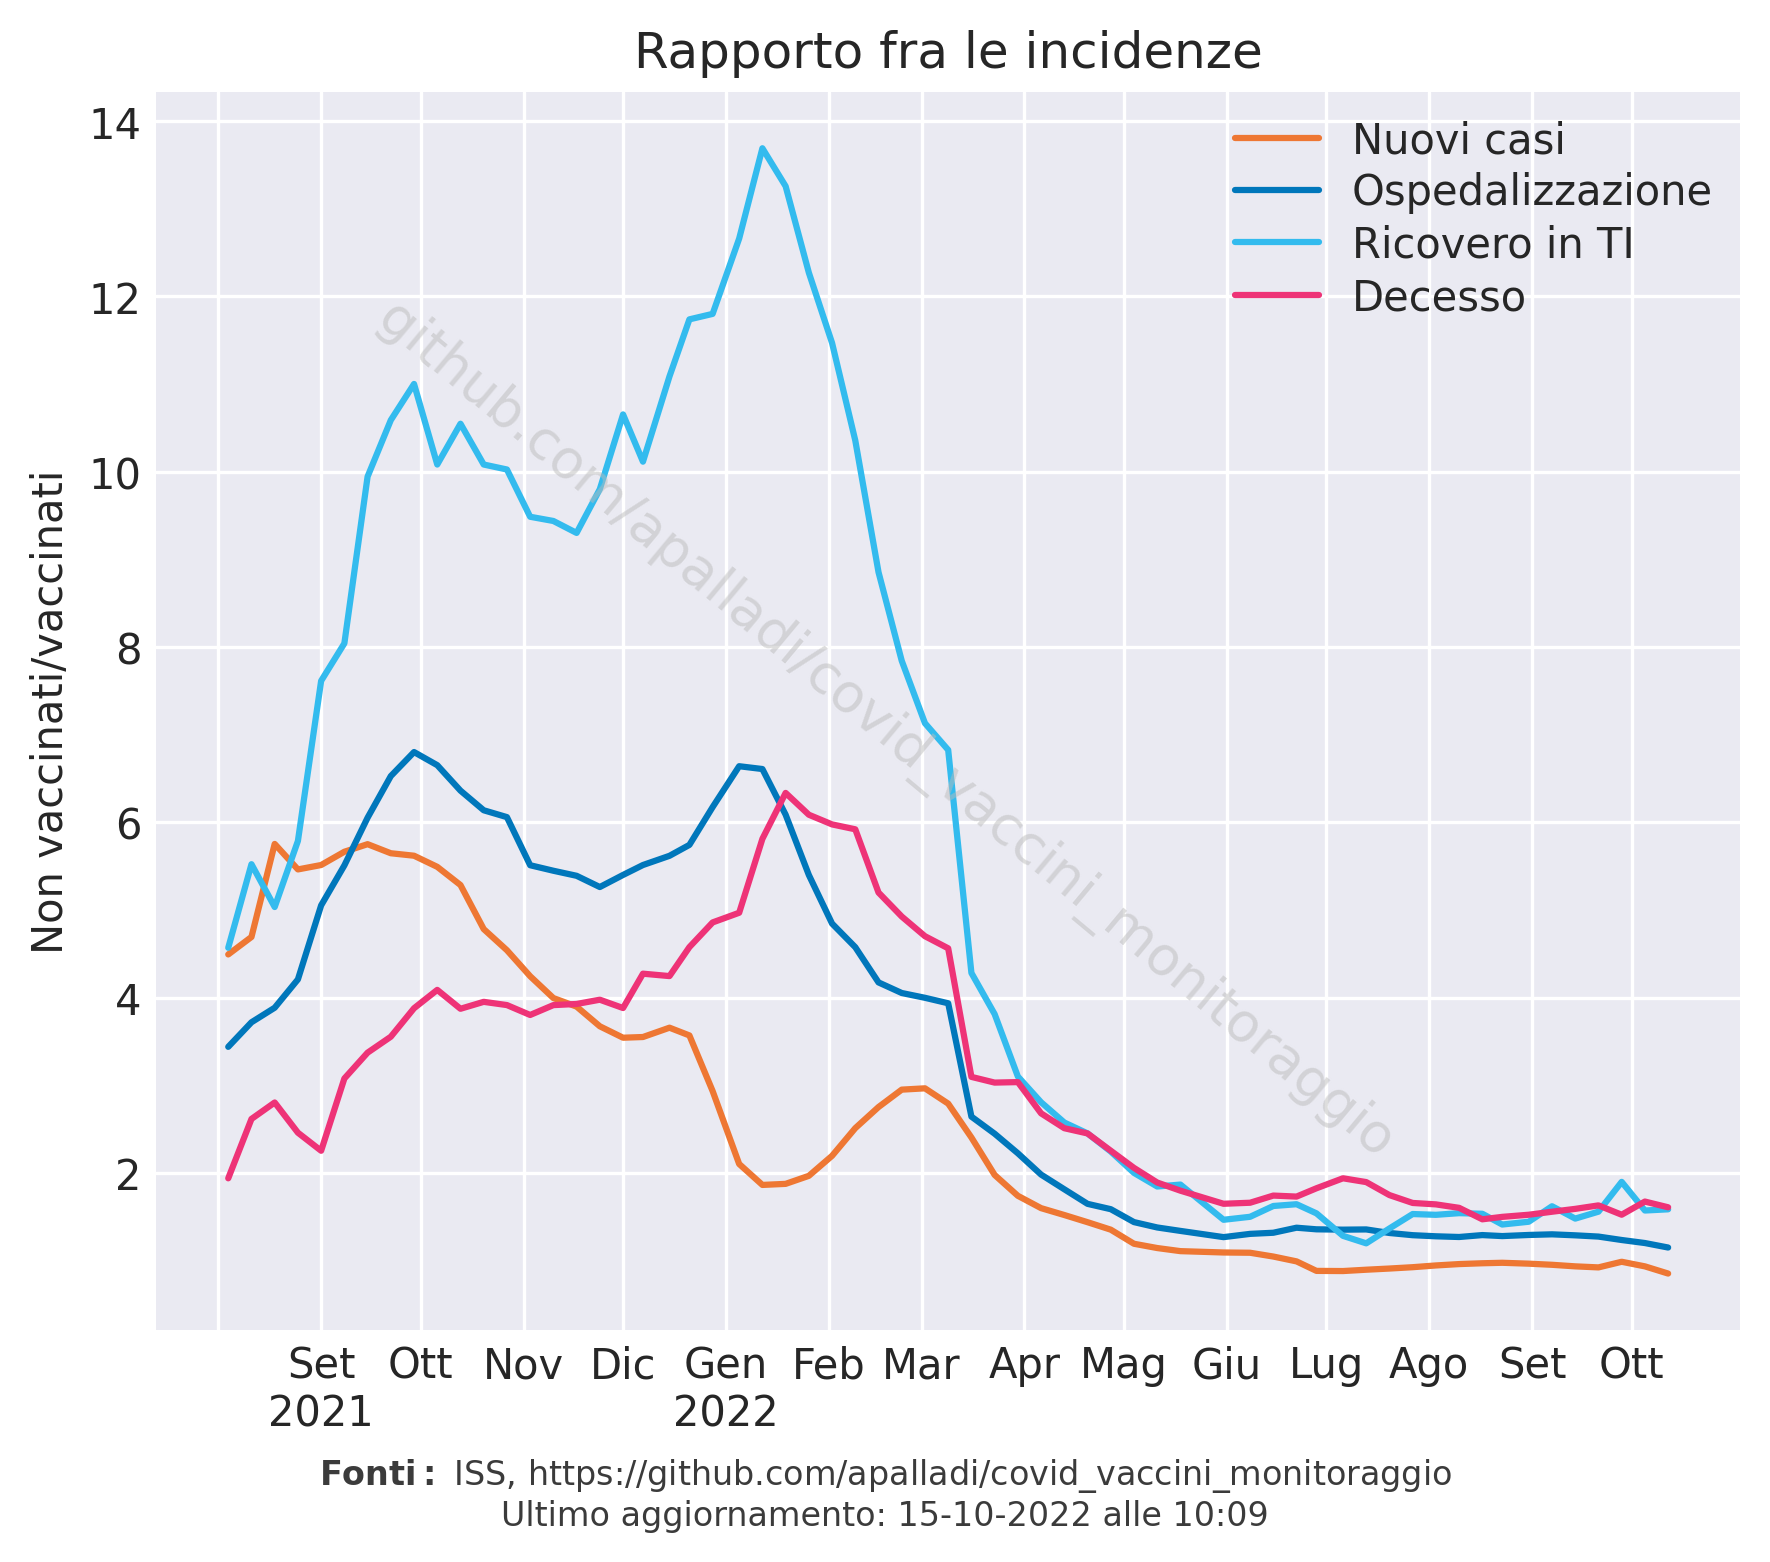 Rapporto fra le incidenze
14
12
10
8
6
4
2
Non vaccinati/vaccinati
Nuovi casi
Ospedalizzazione
Ricovero in TI
Decesso
github.com/apalladi/covid_vaccini_monitoraggio
Set Ott Nov Dic Gen Feb Mar Apr Mag Giu Lug Ago Set Ott
2021 2022
Fonti: ISS, https://github.com/apalladi/covid_vaccini_monitoraggio
Ultimo aggiornamento: 15-10-2022 alle 10:09